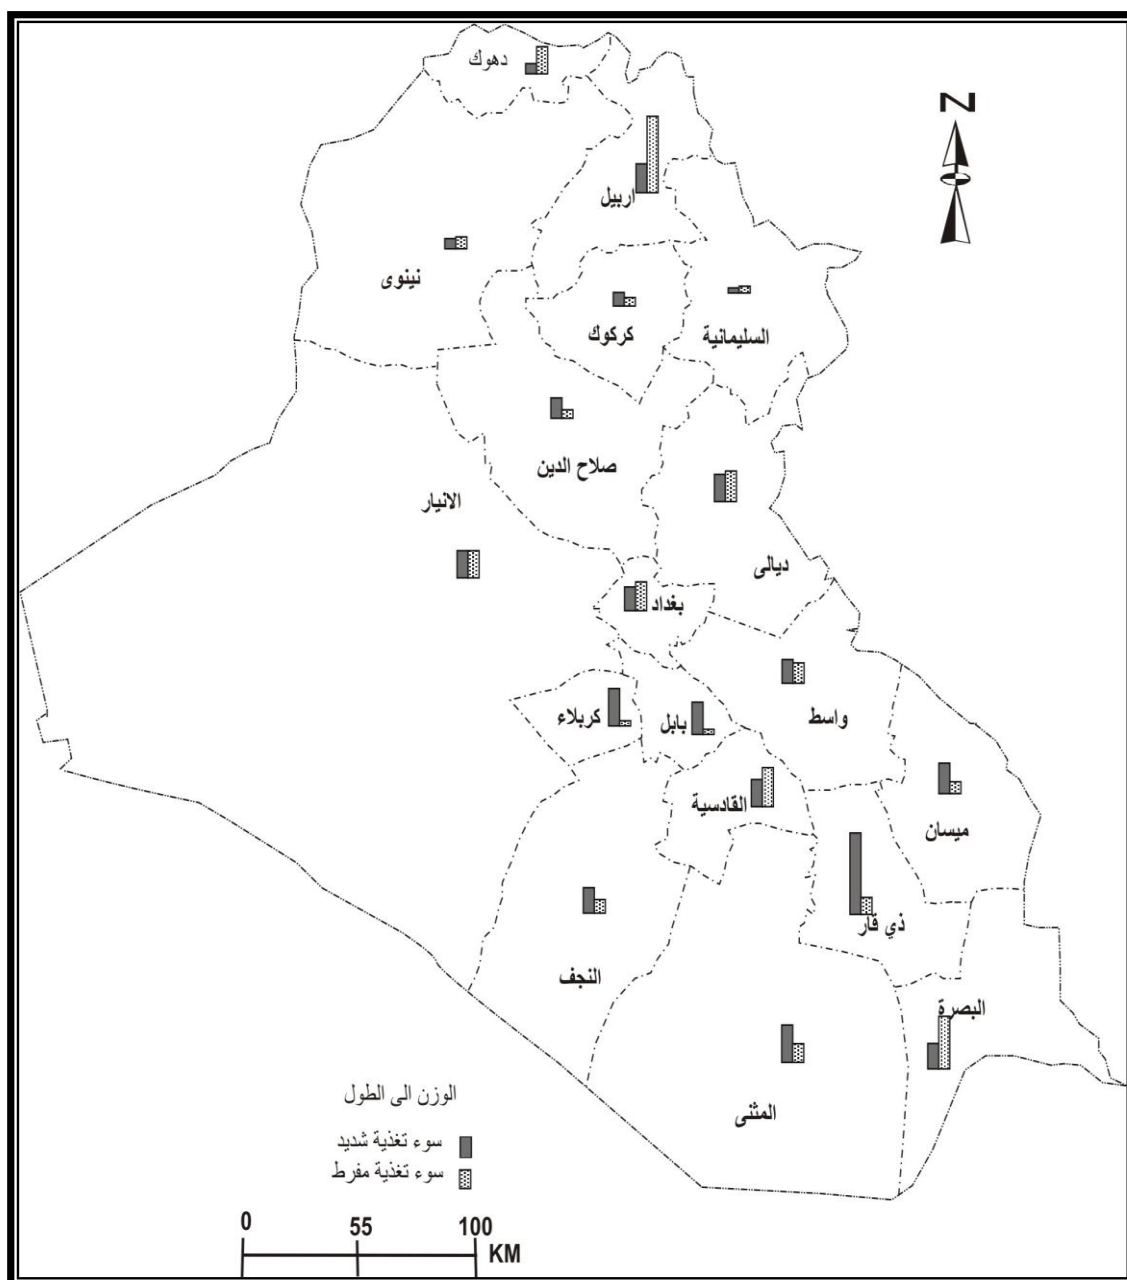 دهوك
N
اربيل
نينوى
كركوك
السليمانية
صلاح الدين
الانبار
ديالى
بغداد
واسط
كربلاء
بابل
القادسية
ميسان
ذي قار
النجف
البصرة
المثنى
الوزن الى الطول
سوء تغذية شديد
سوء تغذية مفرط
0 55 100
KM